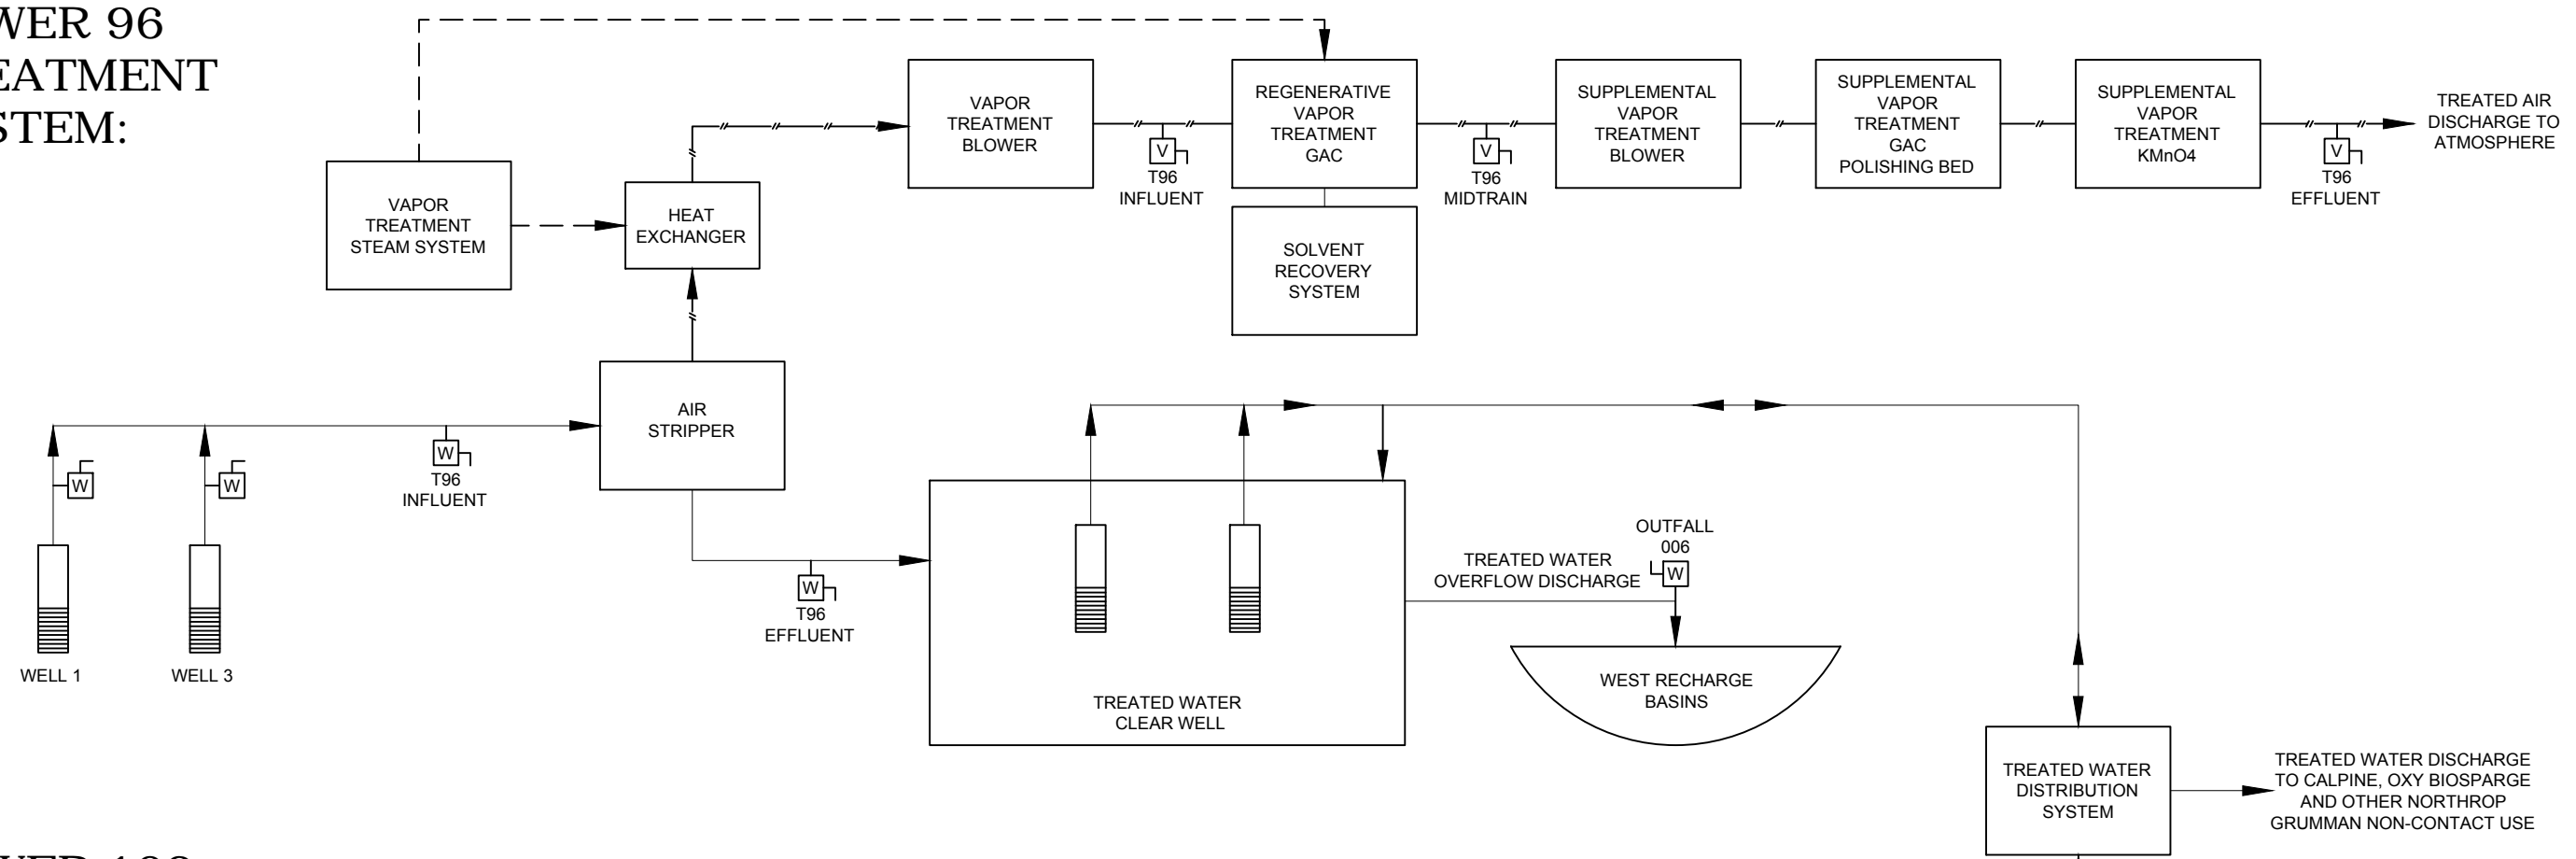 WER 96
EATMENT
STEM:
VAPOR
TREATMENT
STEAM SYSTEM
HEAT
EXCHANGER
VAPOR
TREATMENT
BLOWER
V
T96
INFLUENT
REGENERATIVE
VAPOR
TREATMENT
GAC
SOLVENT
RECOVERY
SYSTEM
V
T96
MIDTRAIN
SUPPLEMENTAL
VAPOR
TREATMENT
BLOWER
SUPPLEMENTAL
VAPOR
TREATMENT
GAC
POLISHING BED
SUPPLEMENTAL
VAPOR
TREATMENT
KMnO4
V
T96
EFFLUENT
TREATED AIR
DISCHARGE TO
ATMOSPHERE
W
WELL 1
W
WELL 3
W
T96
INFLUENT
AIR
STRIPPER
W
T96
EFFLUENT
TREATED WATER
CLEAR WELL
TREATED WATER
OVERFLOW DISCHARGE
OUTFALL
006
W
WEST RECHARGE
BASINS
TREATED WATER
DISTRIBUTION
SYSTEM
TREATED WATER DISCHARGE
TO CALPINE, OXY BIOSPARGE
AND OTHER NORTHROP
GRUMMAN NON-CONTACT USE